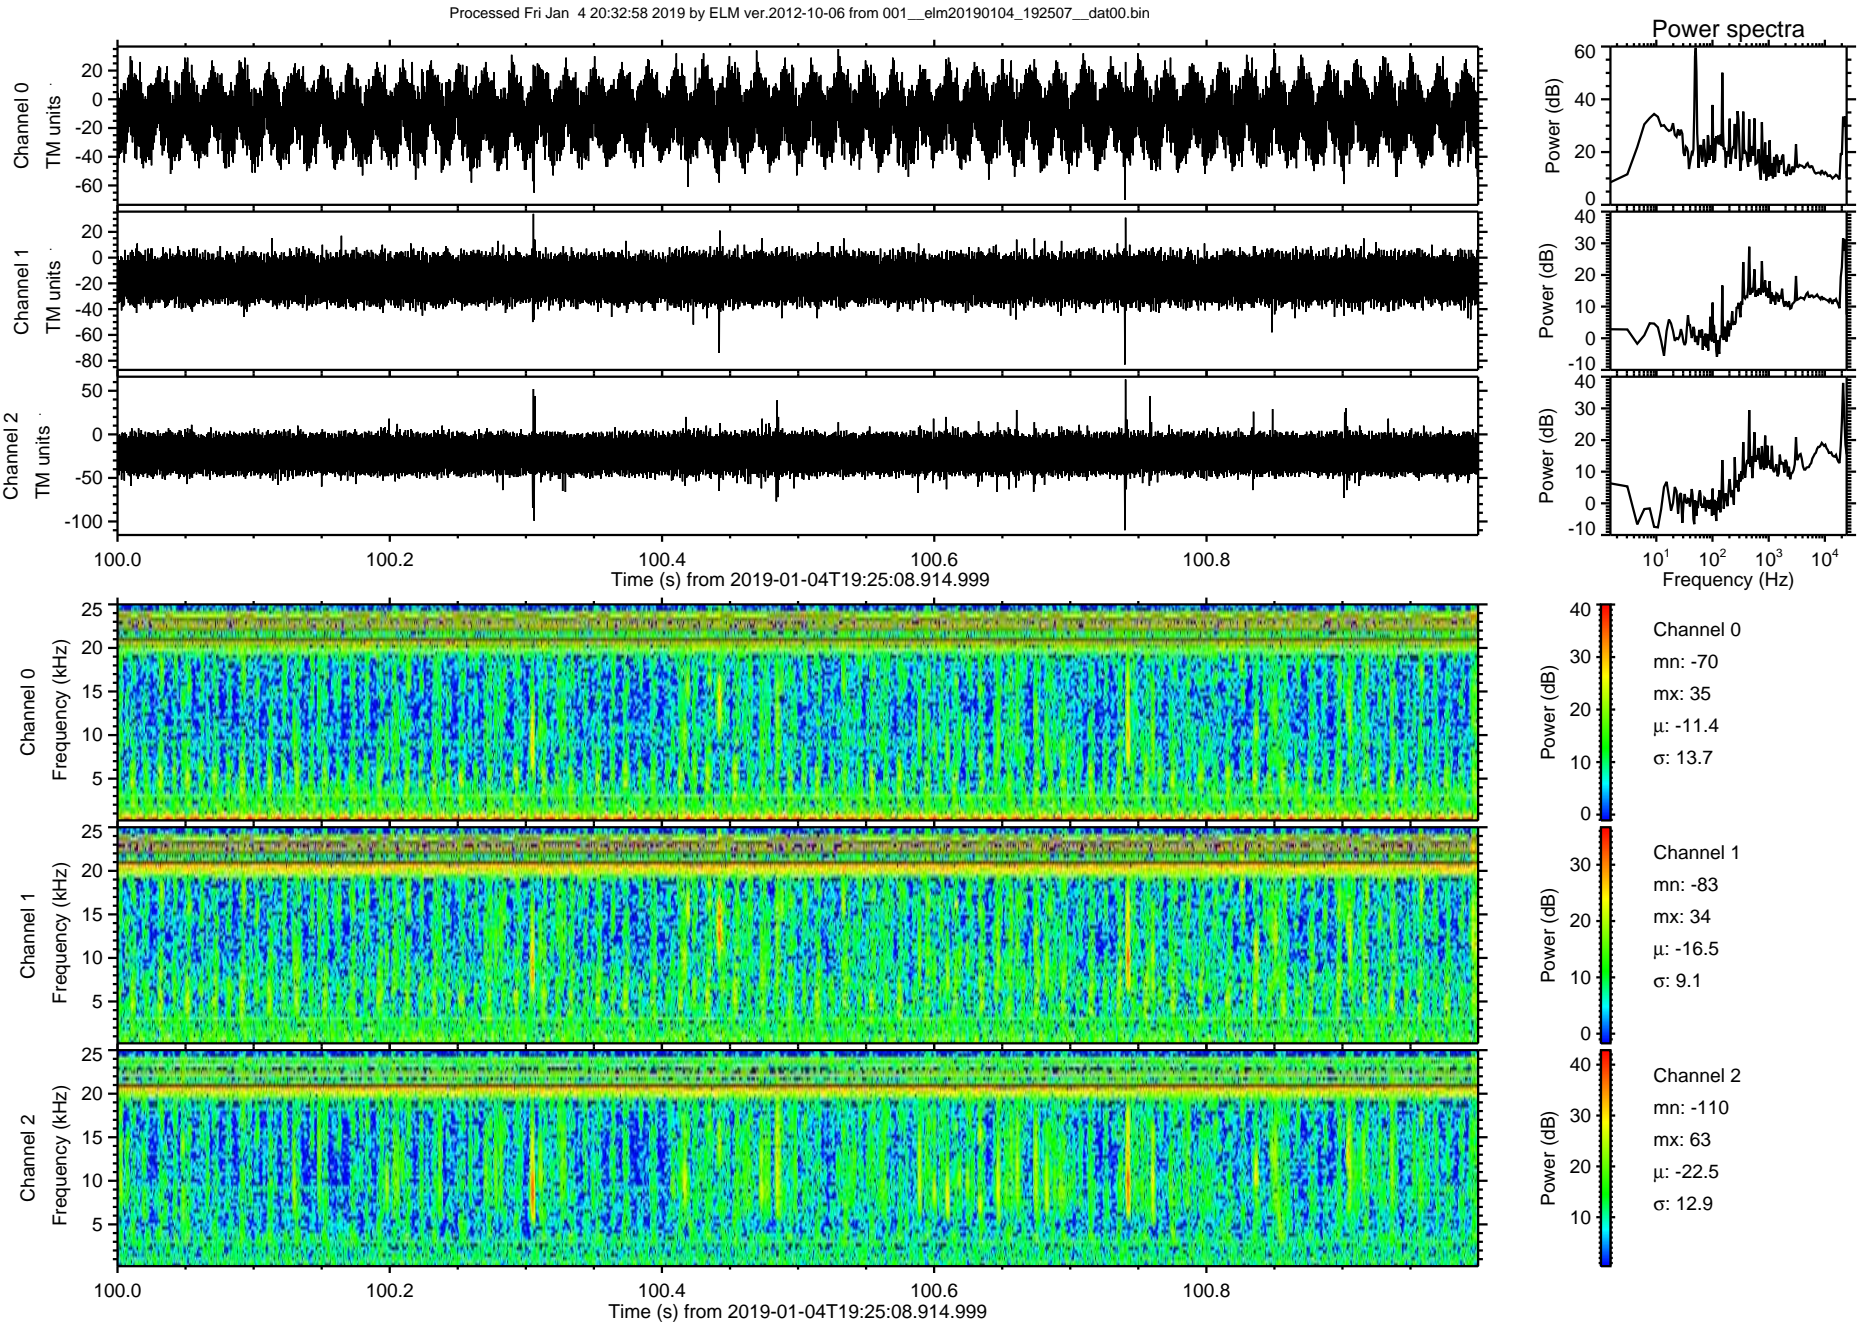 Processed Fri Jan  4 20:32:58 2019 by ELM ver.2012-10-06 from 001__elm20190104_192507__dat00.bin
Power spectra
Channel 0
TM units
20
0
-20
-40
-60
Power (dB)
60
40
20
0
Channel 1
TM units
20
0
-20
-40
-60
-80
Power (dB)
40
30
20
10
0
-10
Channel 2
TM units
50
0
-50
-100
Power (dB)
40
30
20
10
0
-10
100.0 100.2 100.4 100.6 100.8
Time (s) from 2019-01-04T19:25:08.914.999
10^1 10^2 10^3 10^4
Frequency (Hz)
Channel 0
Frequency (kHz)
25
20
15
10
5
Power (dB)
40
30
20
10
0
Channel 0
mn: -70
mx: 35
μ: -11.4
σ: 13.7
Channel 1
Frequency (kHz)
25
20
15
10
5
Power (dB)
30
20
10
0
Channel 1
mn: -83
mx: 34
μ: -16.5
σ: 9.1
Channel 2
Frequency (kHz)
25
20
15
10
5
Power (dB)
40
30
20
10
Channel 2
mn: -110
mx: 63
μ: -22.5
σ: 12.9
100.0 100.2 100.4 100.6 100.8
Time (s) from 2019-01-04T19:25:08.914.999